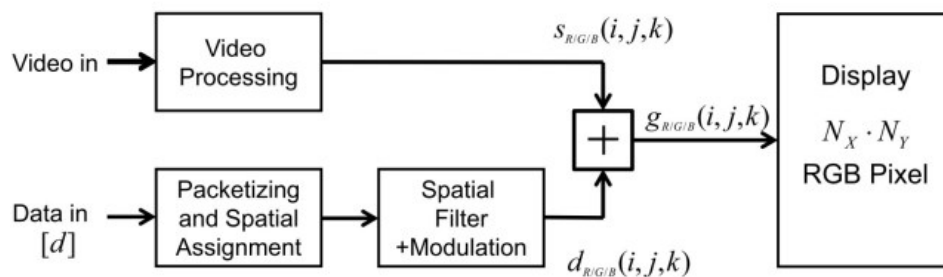 Video in
Video
Processing
s_{R/G/B}(i,j,k)
+
g_{R/G/B}(i,j,k)
Display
N_X · N_Y
RGB Pixel
Data in
[d]
Packetizing
and Spatial
Assignment
Spatial
Filter
+Modulation
d_{R/G/B}(i,j,k)